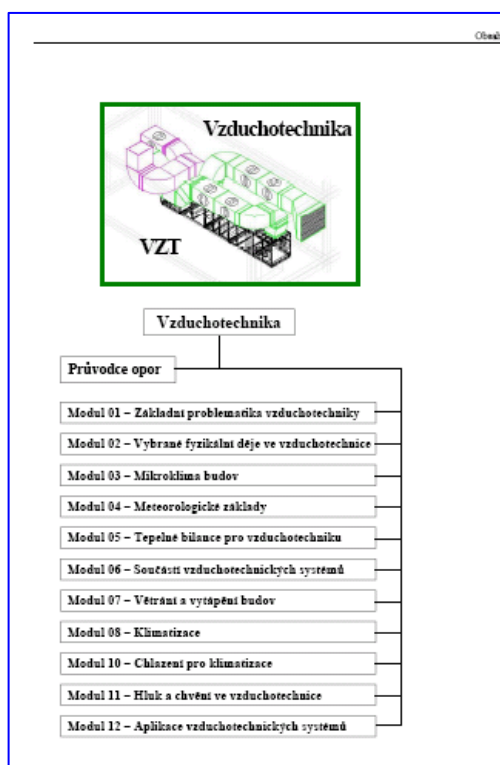 Obsah
Vzduchotechnika
VZT
Vzduchotechnika
Průvodce opor
Modul 01 – Základní problematika vzduchotechniky
Modul 02 – Vybrané fyzikální děje ve vzduchotechnice
Modul 03 – Mikroklima budov
Modul 04 – Meteorologické základy
Modul 05 – Tepelné bilance pro vzduchotechniku
Modul 06 – Součásti vzduchotechnických systémů
Modul 07 – Větrání a vytápění budov
Modul 08 – Klimatizace
Modul 10 – Chlazení pro klimatizace
Modul 11 – Hluk a chvění ve vzduchotechnice
Modul 12 – Aplikace vzduchotechnických systémů